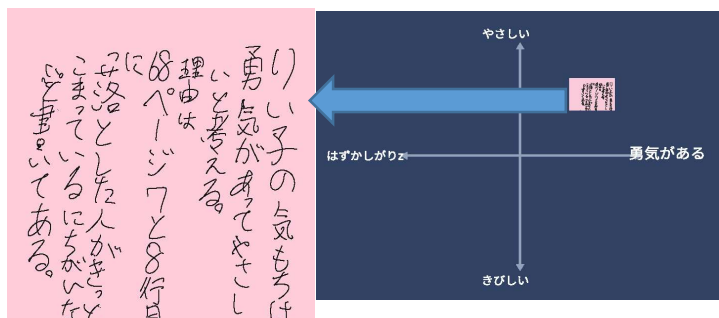 りい子の気もちは
勇気があってやさし
いと考える。
理由は
68ページ7と8行目
に
落とした人がきっと
こまっているにちがいな
い」と書いてある。
やさしい
はずかしがりz
勇気がある
きびしい